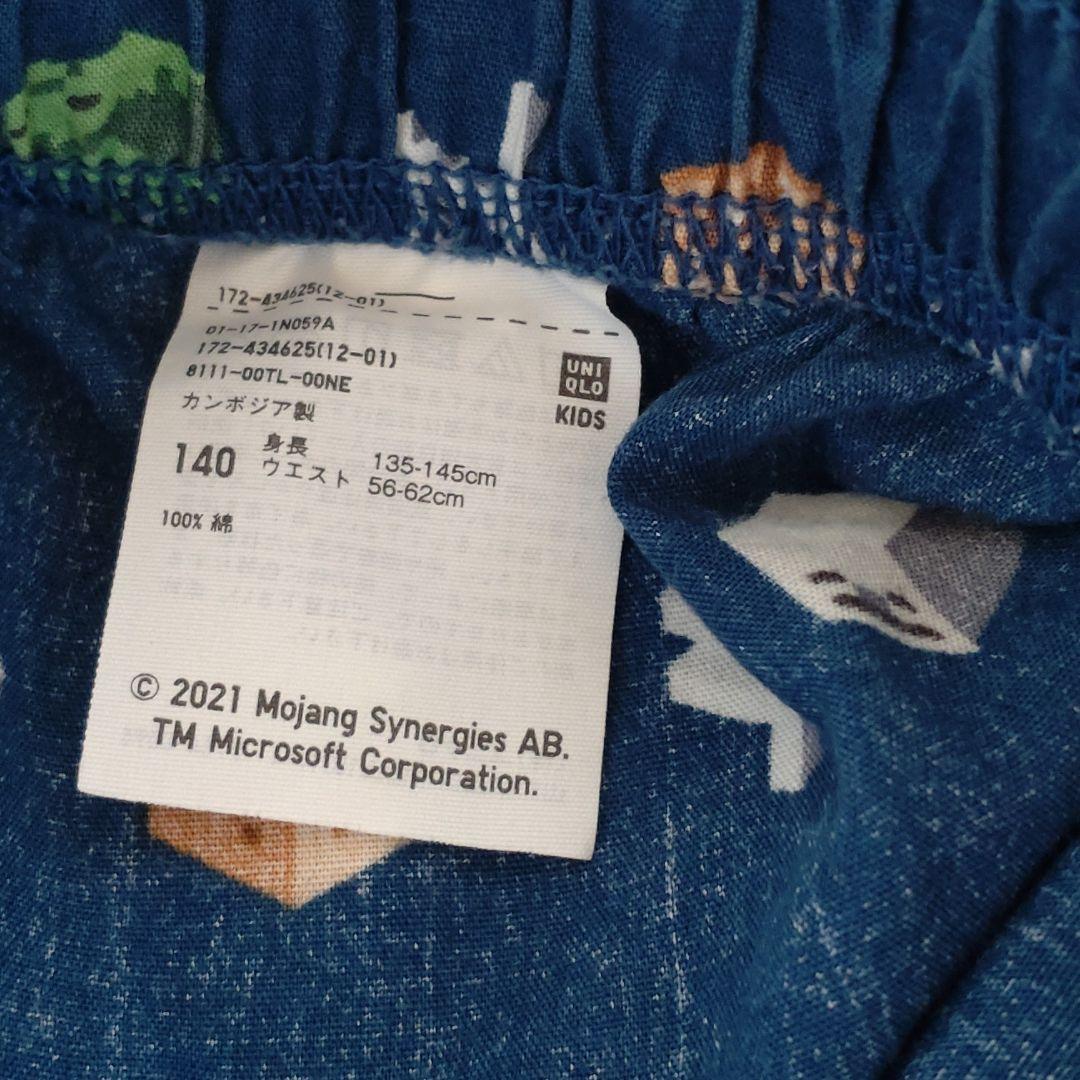 172-434625(12-01)
01-17-1N059A
172-434625(12-01)
8111-00TL-00NE
カンボジア製
UNI
QLO
KIDS
140 身長 135-145cm
ウエスト 56-62cm
100% 綿
© 2021 Mojang Synergies AB.
TM Microsoft Corporation.